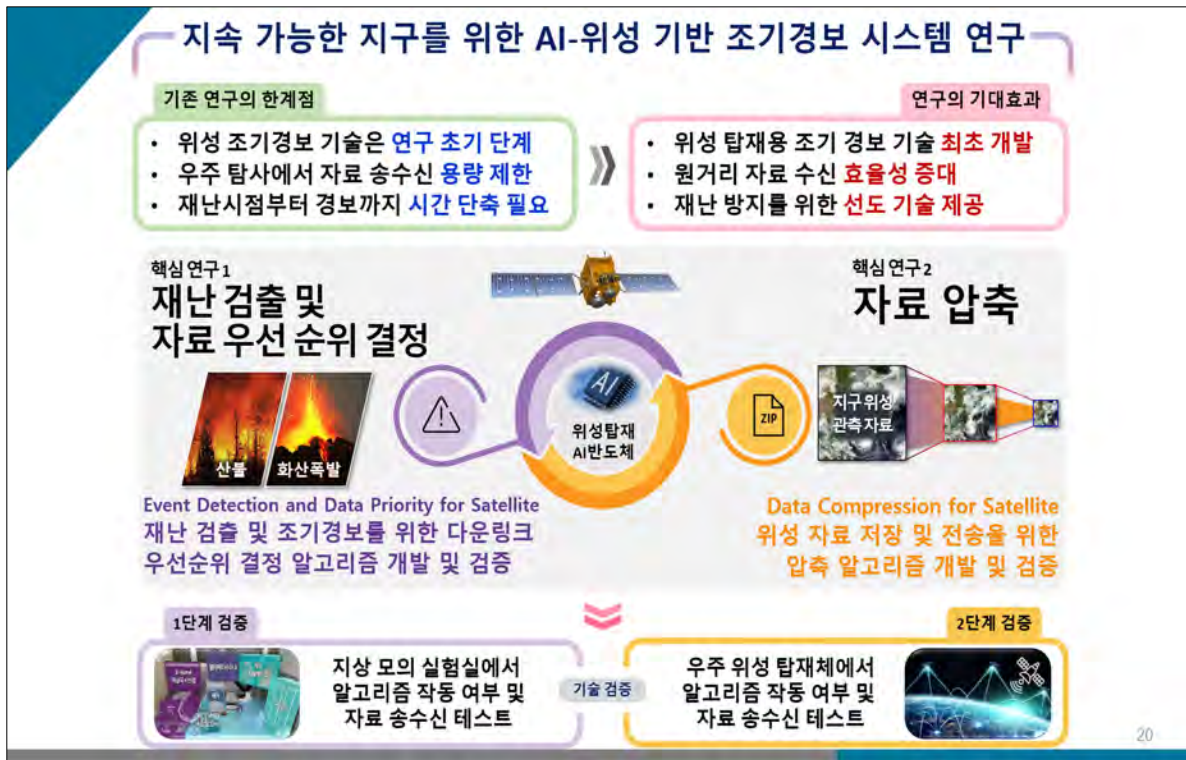 지속 가능한 지구를 위한 AI-위성 기반 조기경보 시스템 연구
기존 연구의 한계점
• 위성 조기경보 기술은 연구 초기 단계
• 우주 탐사에서 자료 송수신 용량 제한
• 재난시점부터 경보까지 시간 단축 필요
연구의 기대효과
• 위성 탑재용 조기 경보 기술 최초 개발
• 원거리 자료 수신 효율성 증대
• 재난 방지를 위한 선도 기술 제공
핵심 연구1
재난 검출 및
자료 우선 순위 결정
산불
화산폭발
Event Detection and Data Priority for Satellite
재난 검출 및 조기경보를 위한 다운링크
우선순위 결정 알고리즘 개발 및 검증
AI
위성탑재
AI반도체
핵심 연구2
자료 압축
ZIP
지구위성
관측자료
Data Compression for Satellite
위성 자료 저장 및 전송을 위한
압축 알고리즘 개발 및 검증
1단계 검증
지상 모의 실험실에서
알고리즘 작동 여부 및
자료 송수신 테스트
기술 검증
2단계 검증
우주 위성 탑재체에서
알고리즘 작동 여부 및
자료 송수신 테스트
20